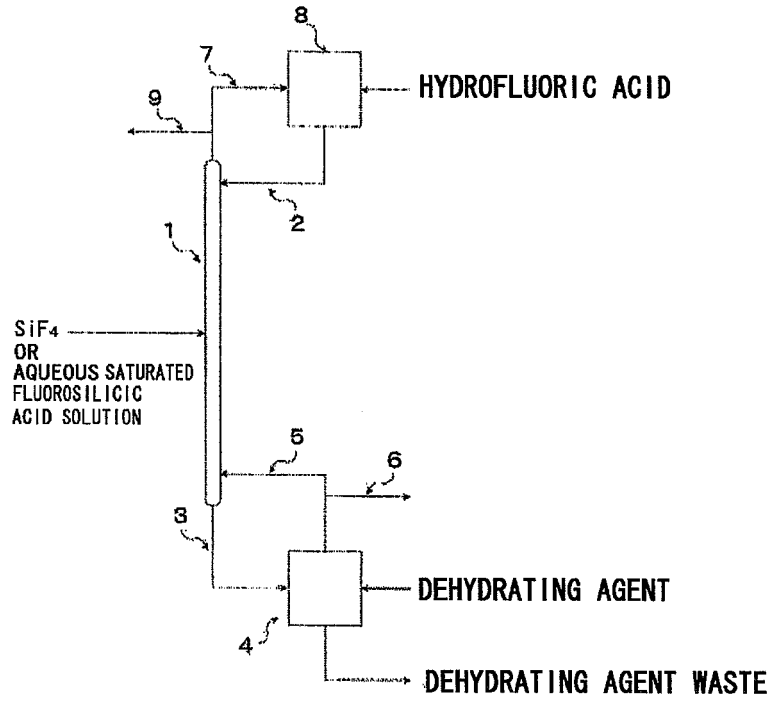 8
7
HYDROFLUORIC ACID
9
2
1
SiF4
OR
AQUEOUS SATURATED
FLUOROSILICIC
ACID SOLUTION
5
6
3
DEHYDRATING AGENT
4
DEHYDRATING AGENT WASTE